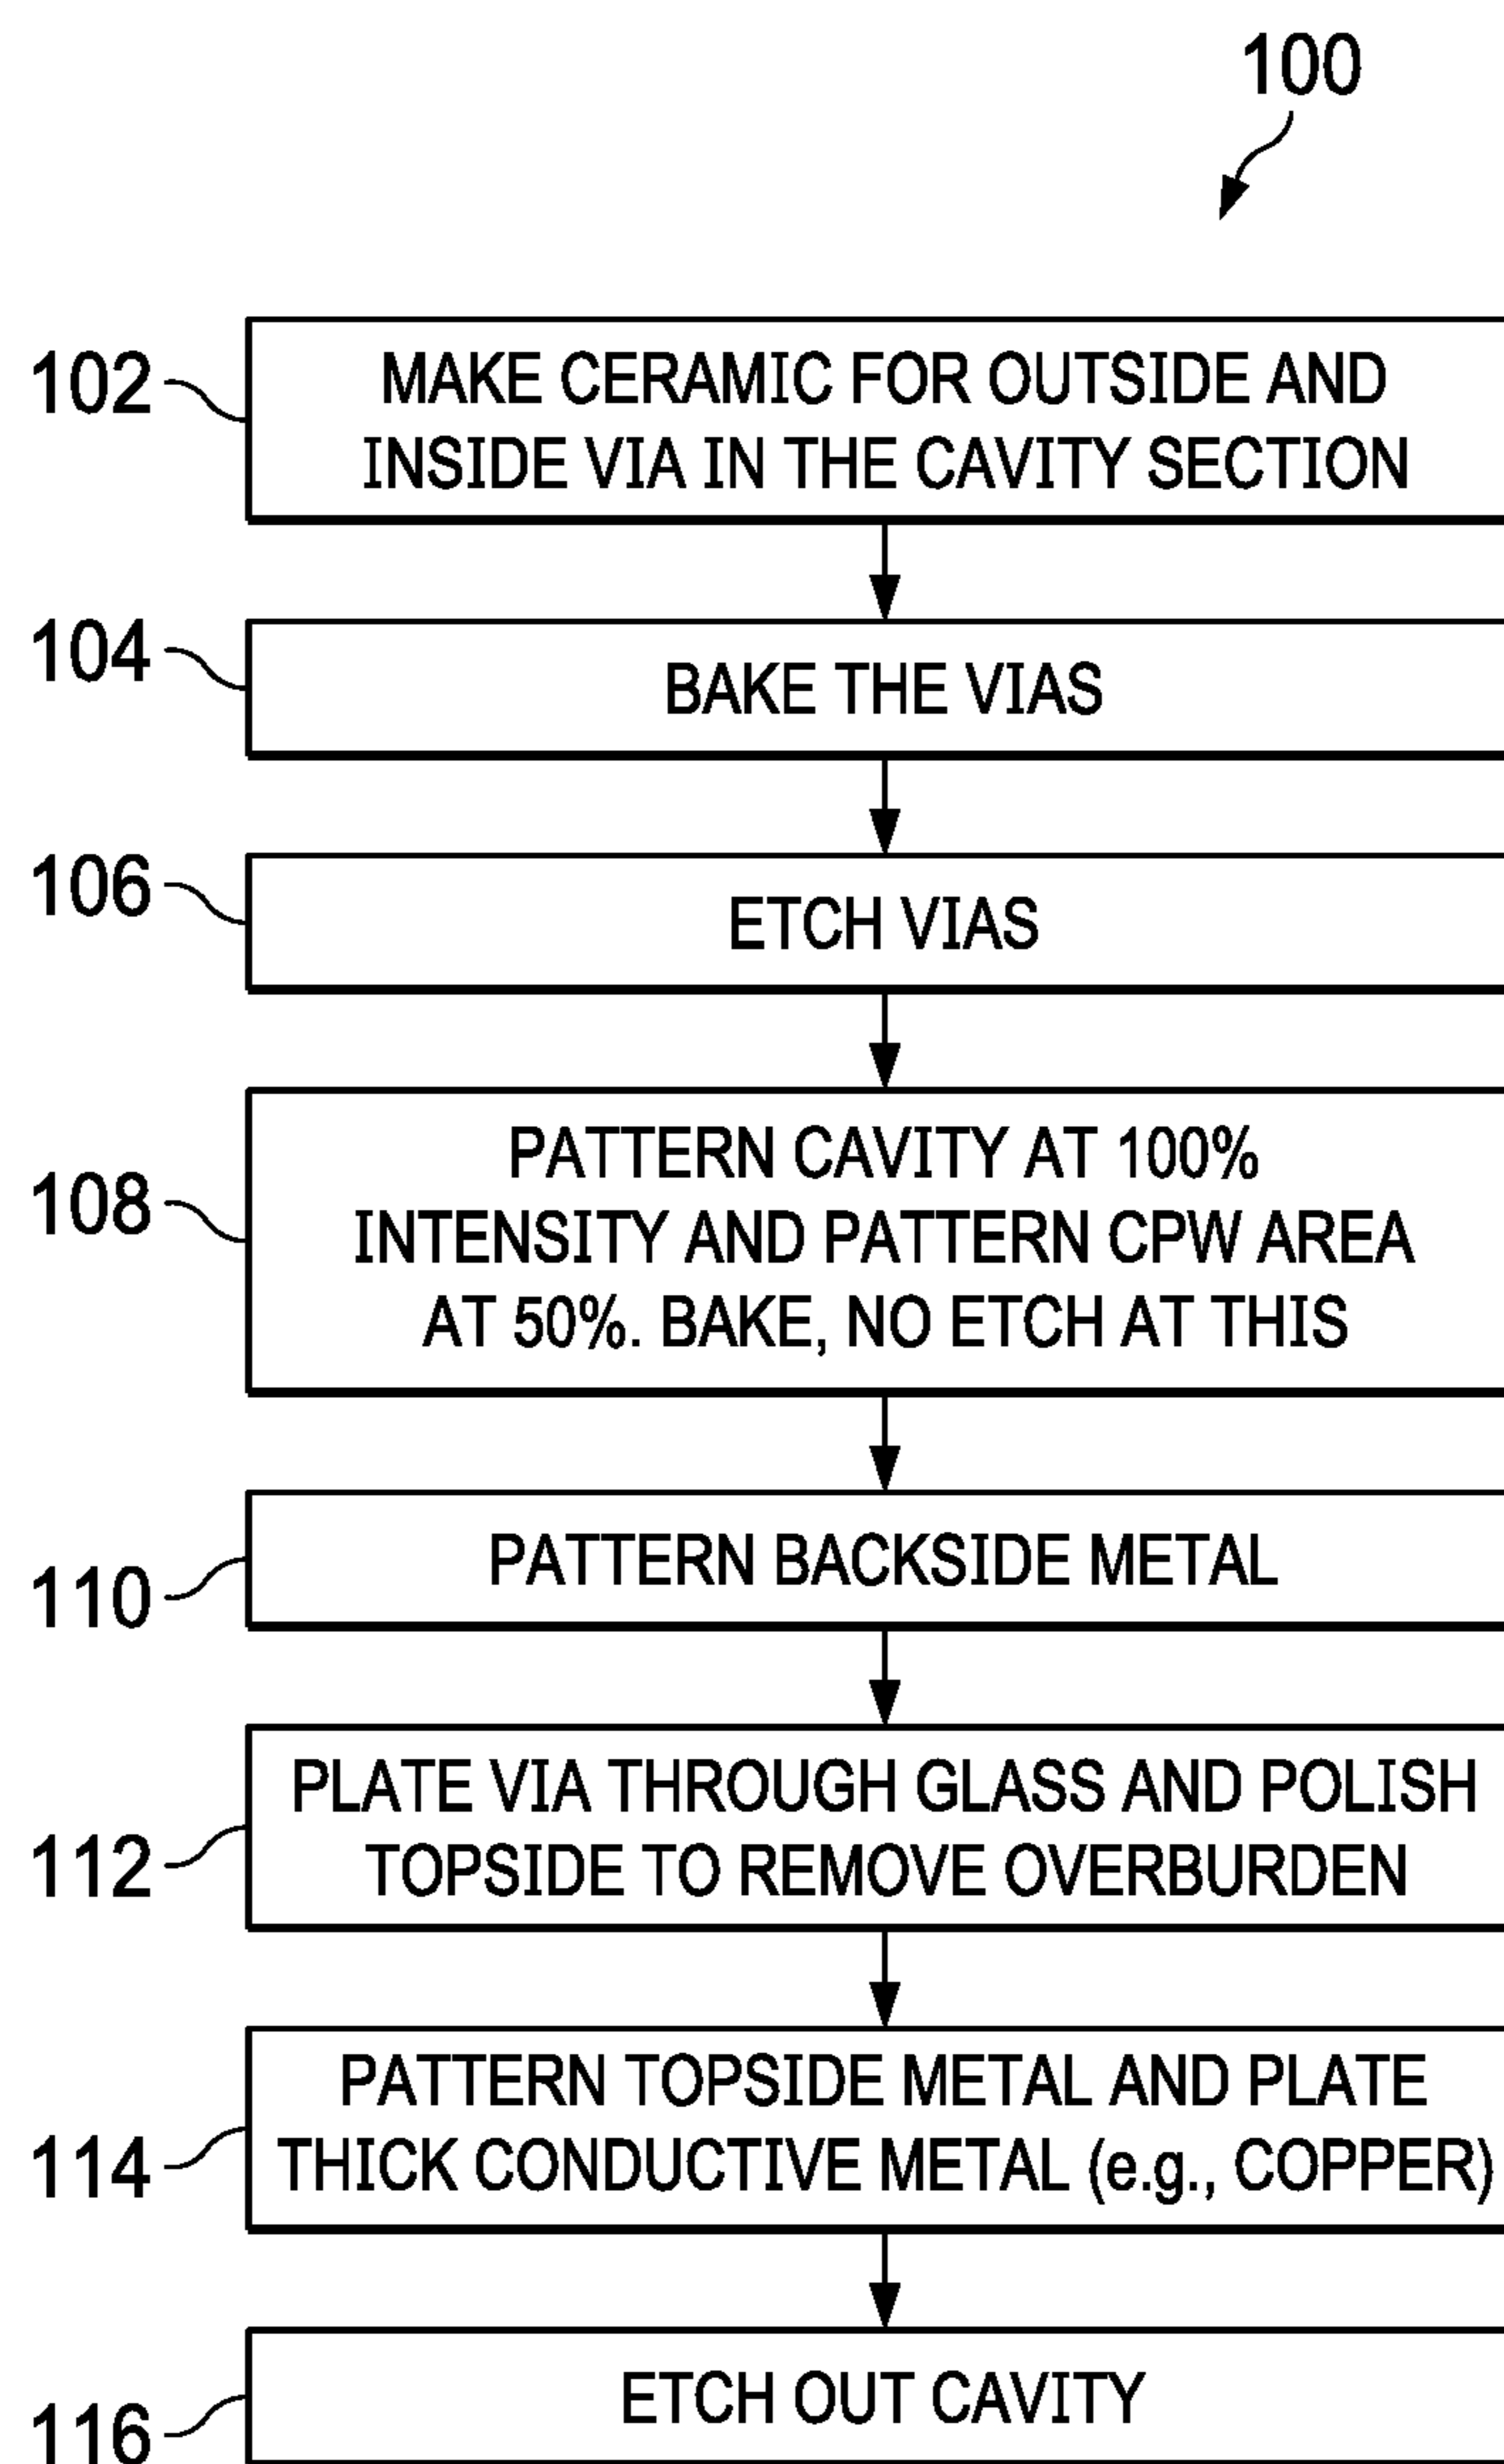 100
102
MAKE CERAMIC FOR OUTSIDE AND
INSIDE VIA IN THE CAVITY SECTION
104
BAKE THE VIAS
106
ETCH VIAS
108
PATTERN CAVITY AT 100%
INTENSITY AND PATTERN CPW AREA
AT 50%. BAKE, NO ETCH AT THIS
110
PATTERN BACKSIDE METAL
112
PLATE VIA THROUGH GLASS AND POLISH
TOPSIDE TO REMOVE OVERBURDEN
114
PATTERN TOPSIDE METAL AND PLATE
THICK CONDUCTIVE METAL (e.g., COPPER)
116
ETCH OUT CAVITY